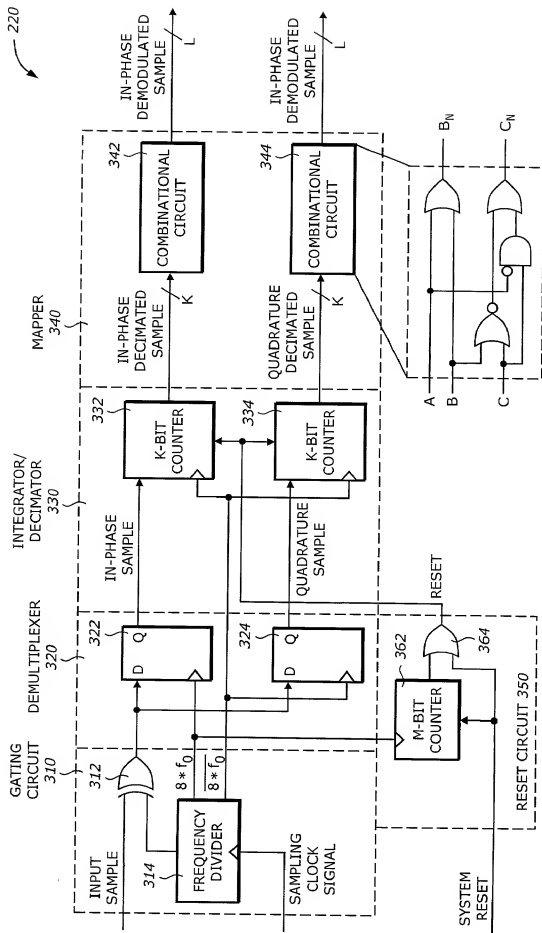 220
GATING
CIRCUIT
310
DEMULTIPLEXER
320
INTEGRATOR/
DECIMATOR
330
MAPPER
340
INPUT
SAMPLE
312
314
FREQUENCY
DIVIDER
8*f0
8*f0
SAMPLING
CLOCK
SIGNAL
322
D
Q
324
D
Q
IN-PHASE
SAMPLE
QUADRATURE
SAMPLE
332
K-BIT
COUNTER
334
K-BIT
COUNTER
IN-PHASE
DECIMATED
SAMPLE
K
QUADRATURE
DECIMATED
SAMPLE
K
342
COMBINATIONAL
CIRCUIT
344
COMBINATIONAL
CIRCUIT
IN-PHASE
DEMODULATED
SAMPLE
L
IN-PHASE
DEMODULATED
SAMPLE
L
SYSTEM
RESET
362
M-BIT
COUNTER
364
RESET
RESET CIRCUIT 350
A
B
C
BN
CN